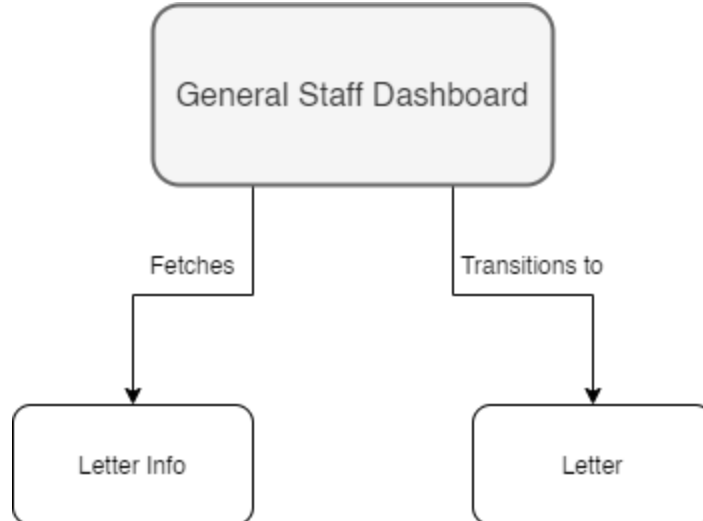 General Staff Dashboard
Fetches
Transitions to
Letter Info
Letter